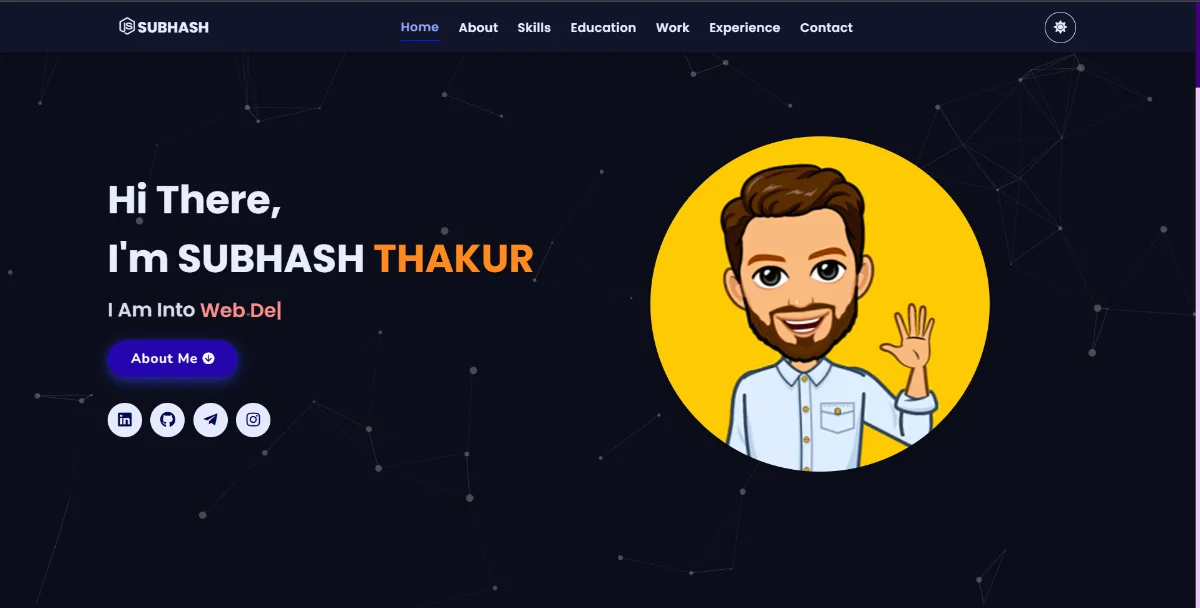 SUBHASH
Home About Skills Education Work Experience Contact
Hi There,
I'm SUBHASH THAKUR
I Am Into Web De|
About Me